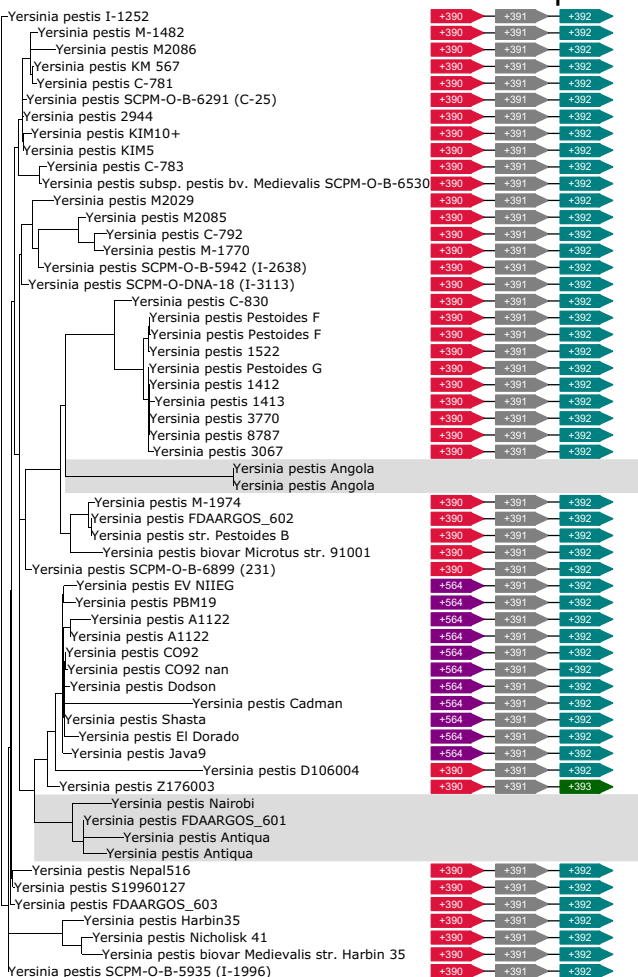 Yersinia pestis I-1252 +390 +391 +392
Yersinia pestis M-1482 +390 +391 +392
Yersinia pestis M2086 +390 +391 +392
Yersinia pestis KM 567 +390 +391 +392
Yersinia pestis C-781 +390 +391 +392
Yersinia pestis SCPM-O-B-6291 (C-25) +390 +391 +392
Yersinia pestis 2944 +390 +391 +392
Yersinia pestis KIM10+ +390 +391 +392
Yersinia pestis KIM5 +390 +391 +392
Yersinia pestis C-783 +390 +391 +392
Yersinia pestis subsp. pestis bv. Medievalis SCPM-O-B-6530 +390 +391 +392
Yersinia pestis M2029 +390 +391 +392
Yersinia pestis M2085 +390 +391 +392
Yersinia pestis C-792 +390 +391 +392
Yersinia pestis M-1770 +390 +391 +392
Yersinia pestis SCPM-O-B-5942 (I-2638) +390 +391 +392
Yersinia pestis SCPM-O-DNA-18 (I-3113) +390 +391 +392
Yersinia pestis C-830 +390 +391 +392
Yersinia pestis Pestoides F +390 +391 +392
Yersinia pestis Pestoides F +390 +391 +392
Yersinia pestis 1522 +390 +391 +392
Yersinia pestis Pestoides G +390 +391 +392
Yersinia pestis 1412 +390 +391 +392
Yersinia pestis 1413 +390 +391 +392
Yersinia pestis 3770 +390 +391 +392
Yersinia pestis 8787 +390 +391 +392
Yersinia pestis 3067 +390 +391 +392
Yersinia pestis Angola
Yersinia pestis Angola
Yersinia pestis M-1974 +390 +391 +392
Yersinia pestis FDAARGOS_602 +390 +391 +392
Yersinia pestis str. Pestoides B +390 +391 +392
Yersinia pestis biovar Microtus str. 91001 +390 +391 +392
Yersinia pestis SCPM-O-B-6899 (231) +390 +391 +392
Yersinia pestis EV NIIEG +564 +391 +392
Yersinia pestis PBM19 +564 +391 +392
Yersinia pestis A1122 +564 +391 +392
Yersinia pestis A1122 +564 +391 +392
Yersinia pestis CO92 +564 +391 +392
Yersinia pestis CO92 nan +564 +391 +392
Yersinia pestis Dodson +564 +391 +392
Yersinia pestis Cadman +564 +391 +392
Yersinia pestis Shasta +564 +391 +392
Yersinia pestis El Dorado +564 +391 +392
Yersinia pestis Java9 +564 +391 +392
Yersinia pestis D106004 +390 +391 +392
Yersinia pestis Z176003 +390 +391 +393
Yersinia pestis Nairobi
Yersinia pestis FDAARGOS_601
Yersinia pestis Antiqua
Yersinia pestis Antiqua
Yersinia pestis Nepal516 +390 +391 +392
Yersinia pestis S19960127 +390 +391 +392
Yersinia pestis FDAARGOS_603 +390 +391 +392
Yersinia pestis Harbin35 +390 +391 +392
Yersinia pestis Nicholisk 41 +390 +391 +392
Yersinia pestis biovar Medievalis str. Harbin 35 +390 +391 +392
Yersinia pestis SCPM-O-B-5935 (I-1996) +390 +391 +392